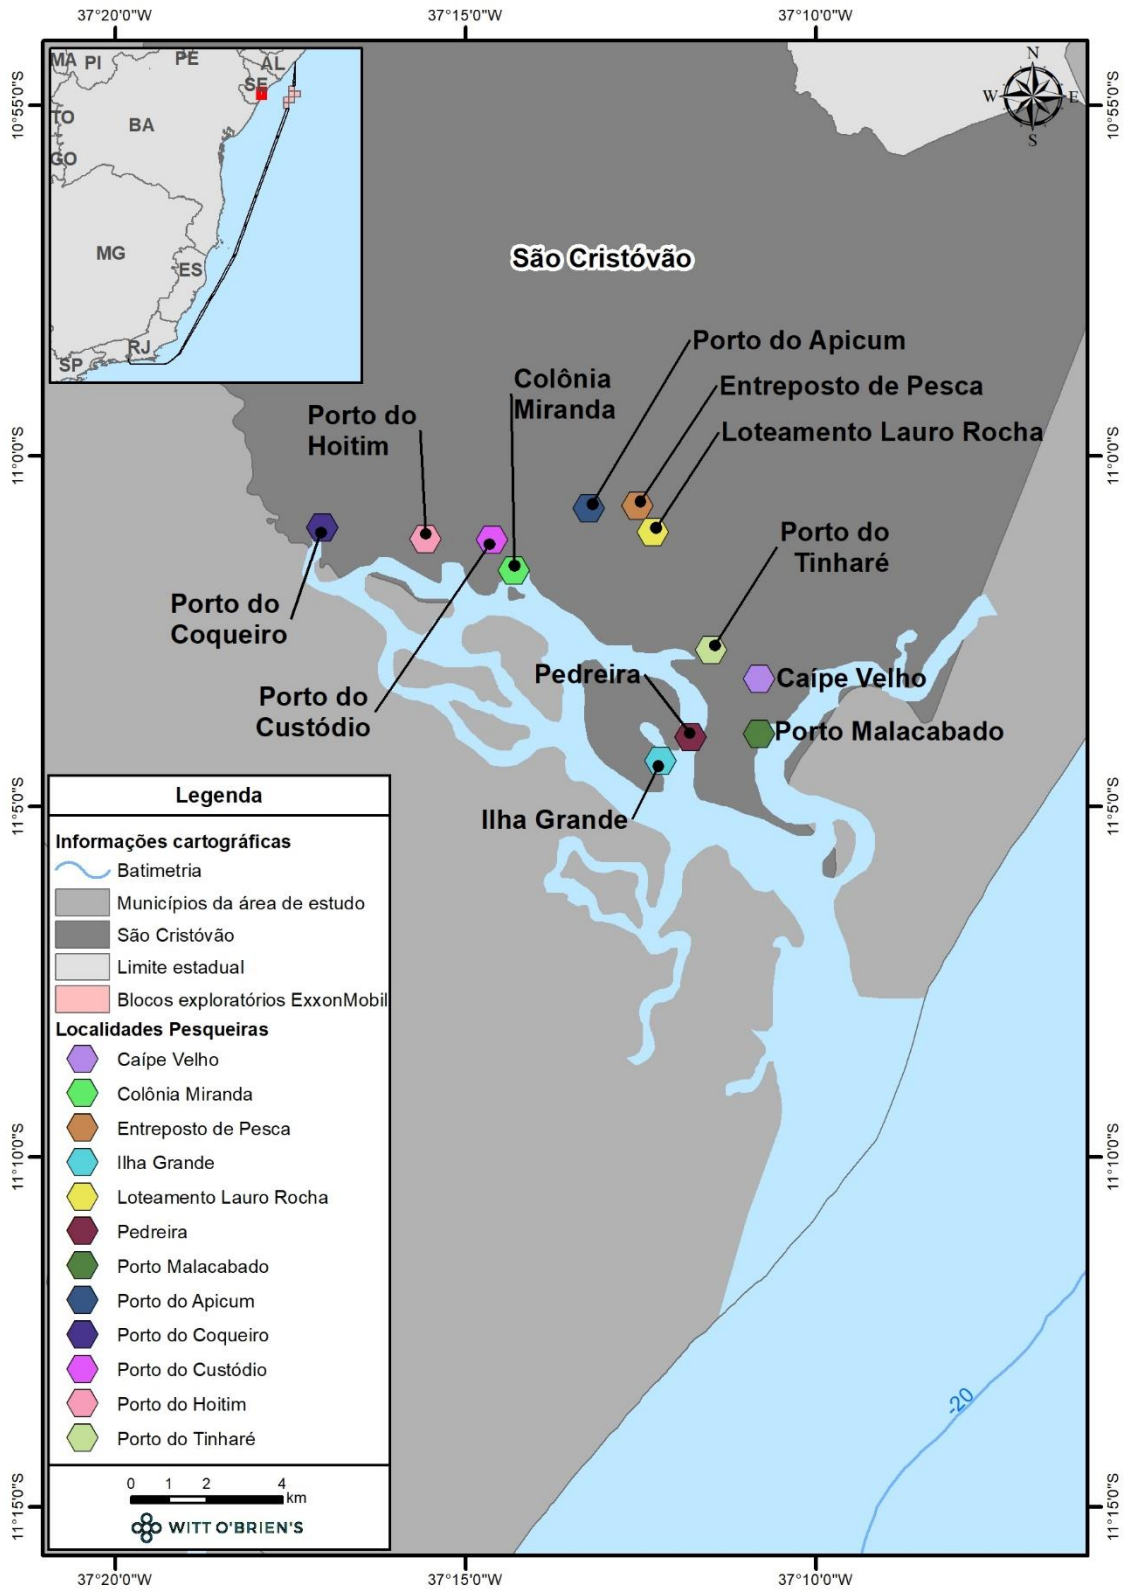 37°20'0"W
37°15'0"W
37°10'0"W
10°55'0"S
10°55'0"S
MA
PI
PE
AL
SE
TO
BA
GO
MG
ES
RJ
SP
N
W
E
S
São Cristóvão
Porto do Apicum
Colônia
Miranda
Entreposto de Pesca
Porto do
Hoitim
Loteamento Lauro Rocha
11°0'0"S
11°0'0"S
Porto do
Tinharé
Porto do
Coqueiro
Pedreira
Caípe Velho
Porto do
Custódio
Porto Malacabado
Ilha Grande
11°5'0"S
11°5'0"S
Legenda
Informações cartográficas
Batimetria
Municípios da área de estudo
São Cristóvão
Limite estadual
Blocos exploratórios ExxonMobil
Localidades Pesqueiras
Caípe Velho
Colônia Miranda
Entreposto de Pesca
Ilha Grande
Loteamento Lauro Rocha
Pedreira
Porto Malacabado
Porto do Apicum
Porto do Coqueiro
Porto do Custódio
Porto do Hoitim
Porto do Tinharé
0 1 2 4
km
WITT O'BRIEN'S
11°10'0"S
11°10'0"S
-20
11°15'0"S
11°15'0"S
37°20'0"W
37°15'0"W
37°10'0"W